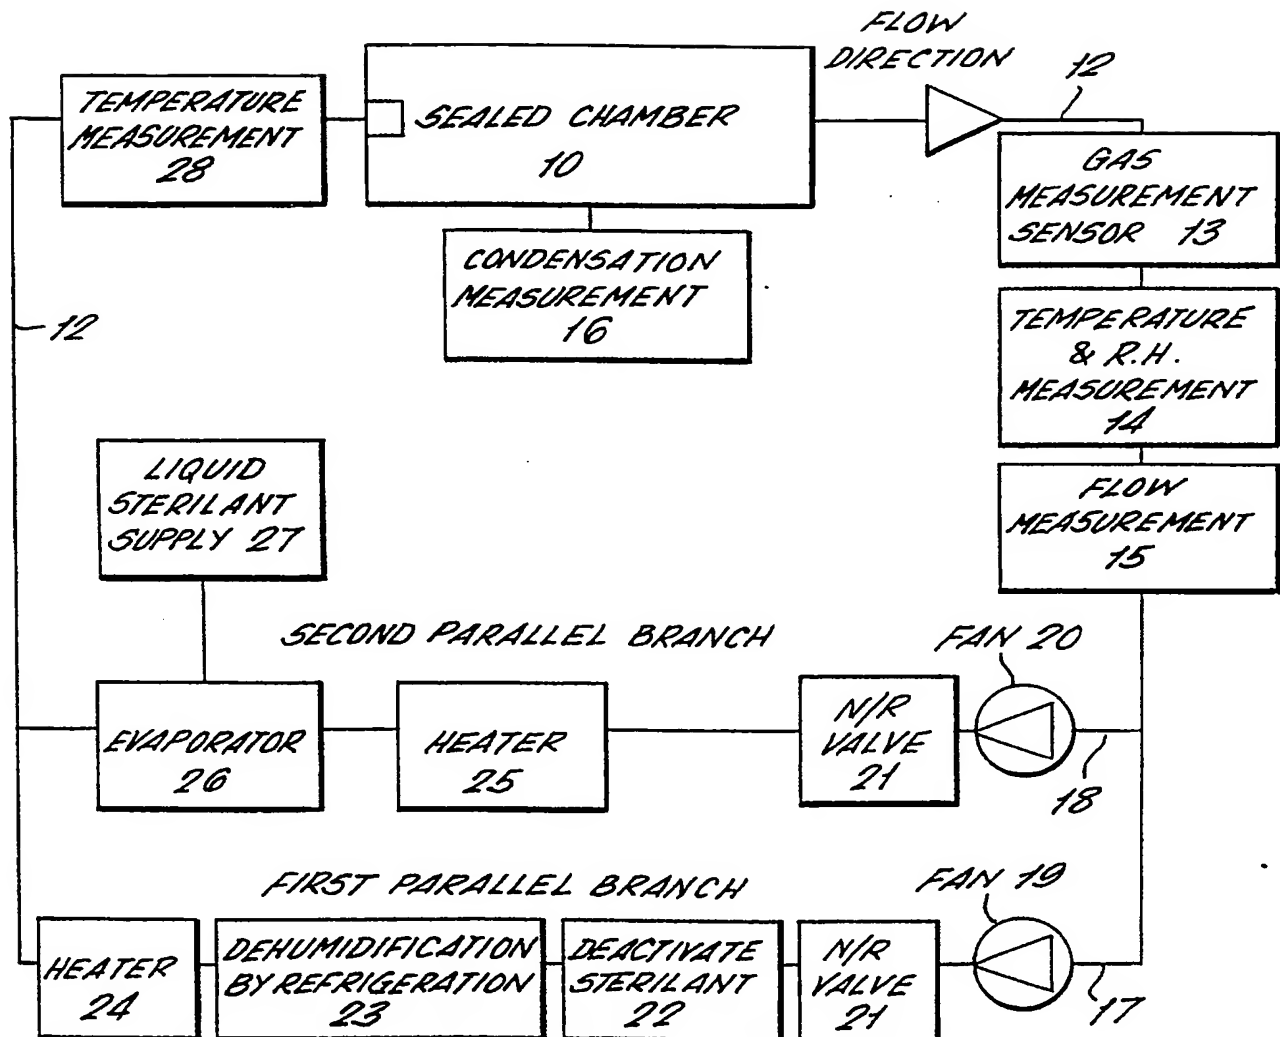 FLOW
DIRECTION
12
TEMPERATURE
MEASUREMENT
28
SEALED CHAMBER
10
GAS
MEASUREMENT
SENSOR 13
CONDENSATION
MEASUREMENT
16
12
TEMPERATURE
& R.H.
MEASUREMENT
14
LIQUID
STERILANT
SUPPLY 27
FLOW
MEASUREMENT
15
SECOND PARALLEL BRANCH
FAN 20
EVAPORATOR
26
HEATER
25
N/R
VALVE
21
18
FIRST PARALLEL BRANCH
FAN 19
HEATER
24
DEHUMIDIFICATION
BY REFRIGERATION
23
DEACTIVATE
STERILANT
22
N/R
VALVE
21
17